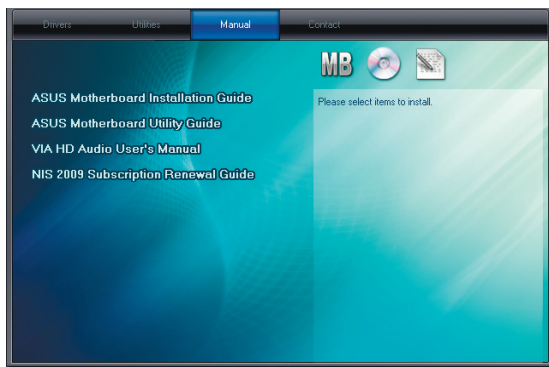 Drivers Utilities Manual Contact
MB
ASUS Motherboard Installation Guide
Please select items to install.
ASUS Motherboard Utility Guide
VIA HD Audio User's Manual
NIS 2009 Subscription Renewal Guide